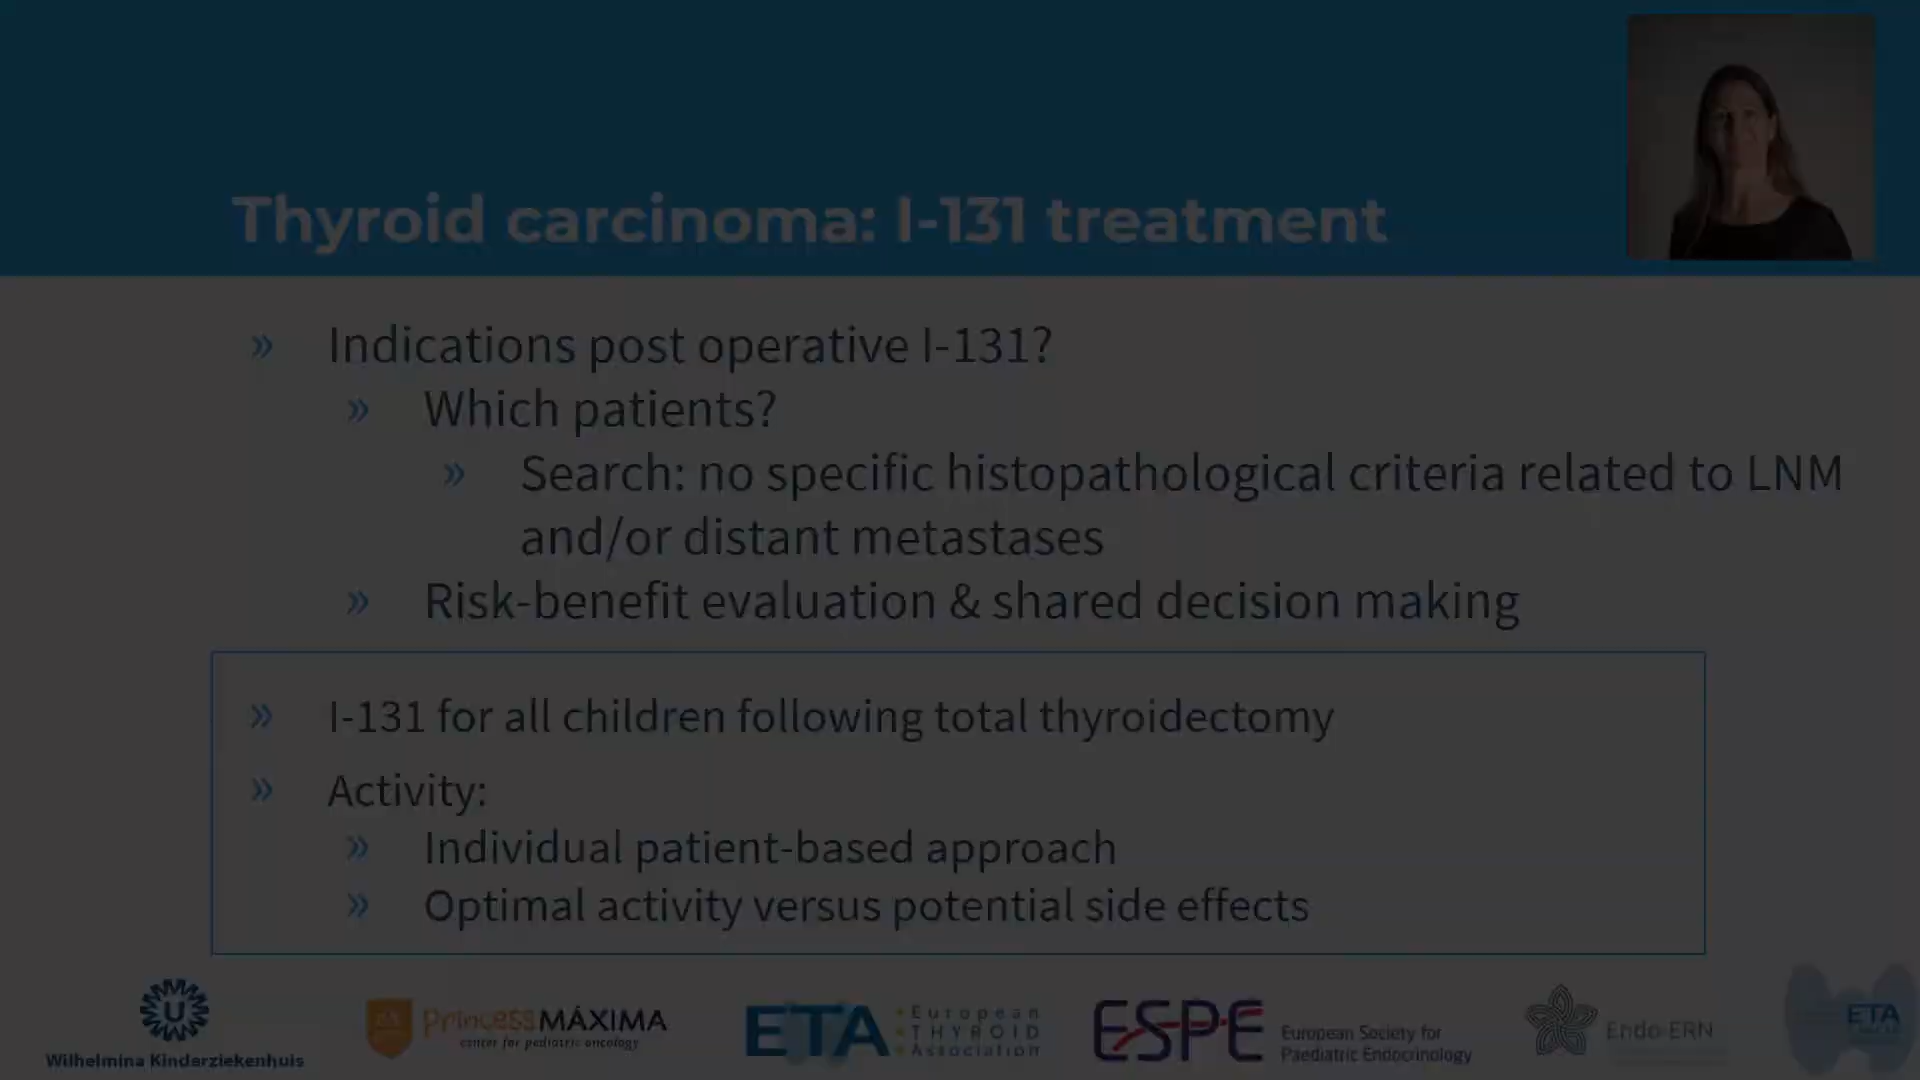 Thyroid carcinoma: I-131 treatment
» Indications post operative I-131?
» Which patients?
» Search: no specific histopathological criteria related to LNM
and/or distant metastases
» Risk-benefit evaluation & shared decision making
» I-131 for all children following total thyroidectomy
» Activity:
» Individual patient-based approach
» Optimal activity versus potential side effects
U
Wilhelmina Kinderziekenhuis
Princess MÁXIMA
center for pediatric oncology
ETA
European
THYROID
Association
ESPE
European Society for
Paediatric Endocrinology
Endo-ERN
ETA